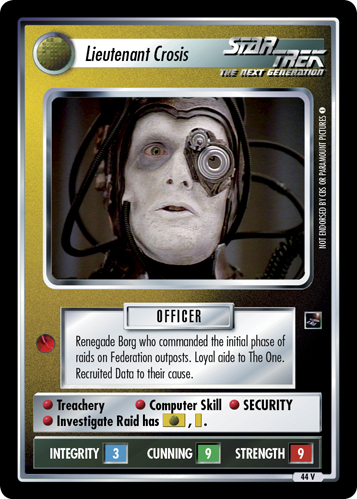 Lieutenant Crosis
STAR TREK
THE NEXT GENERATION
NOT ENDORSED BY CBS OR PARAMOUNT PICTURES
OFFICER
Renegade Borg who commanded the initial phase of
raids on Federation outposts. Loyal aide to The One.
Recruited Data to their cause.
• Treachery • Computer Skill • SECURITY
• Investigate Raid has , .
INTEGRITY 3 CUNNING 9 STRENGTH 9
44 V